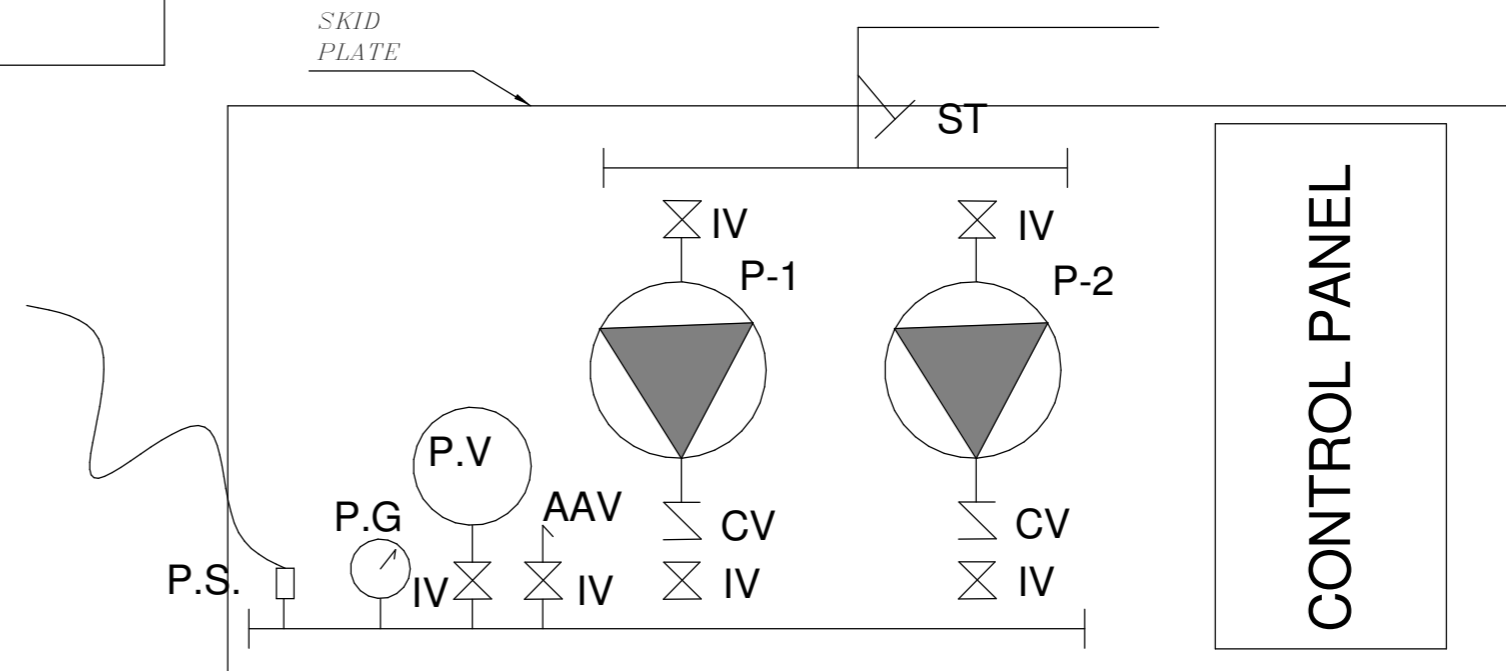 SKID
PLATE
ST
IV
IV
P-1
P-2
P.V
P.G
AAV
CV
CV
P.S.
IV
IV
IV
IV
CONTROL PANEL